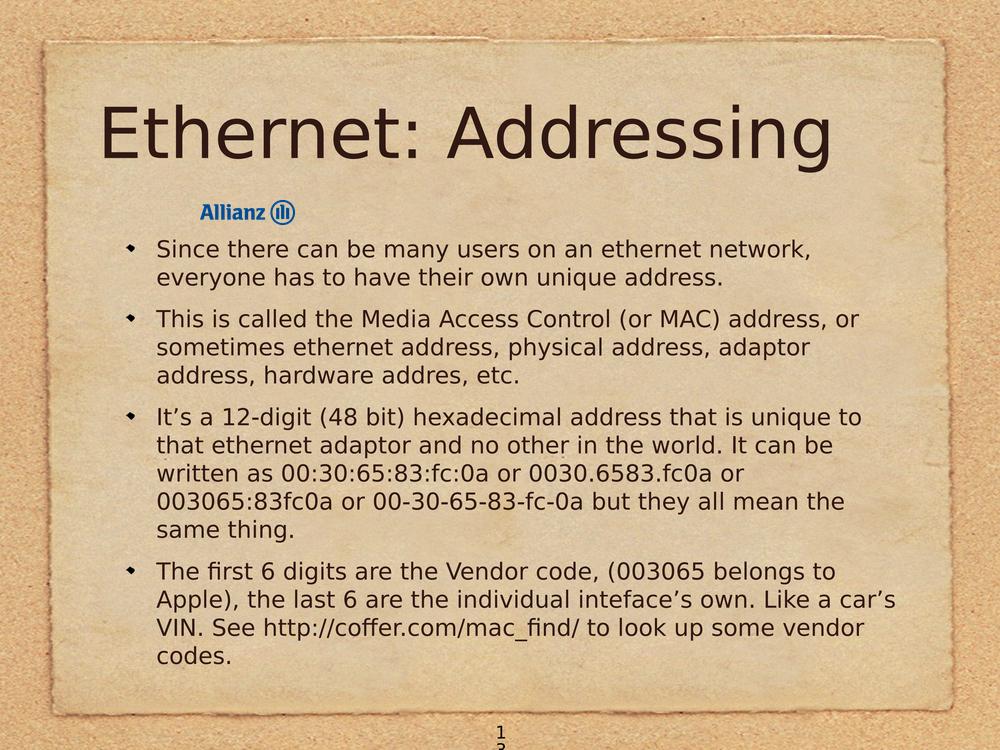 Ethernet: Addressing
Allianz
Since there can be many users on an ethernet network,
everyone has to have their own unique address.
This is called the Media Access Control (or MAC) address, or
sometimes ethernet address, physical address, adaptor
address, hardware addres, etc.
It’s a 12-digit (48 bit) hexadecimal address that is unique to
that ethernet adaptor and no other in the world. It can be
written as 00:30:65:83:fc:0a or 0030.6583.fc0a or
003065:83fc0a or 00-30-65-83-fc-0a but they all mean the
same thing.
The first 6 digits are the Vendor code, (003065 belongs to
Apple), the last 6 are the individual inteface’s own. Like a car’s
VIN. See http://coffer.com/mac_find/ to look up some vendor
codes.
1